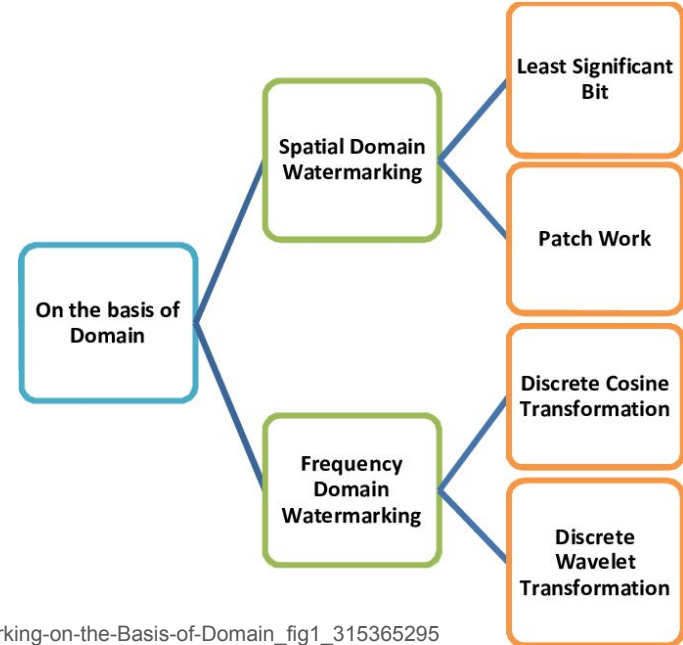 On the basis of
Domain
Spatial Domain
Watermarking
Least Significant
Bit
Patch Work
Frequency
Domain
Watermarking
Discrete Cosine
Transformation
Discrete
Wavelet
Transformation
rking-on-the-Basis-of-Domain_fig1_315365295